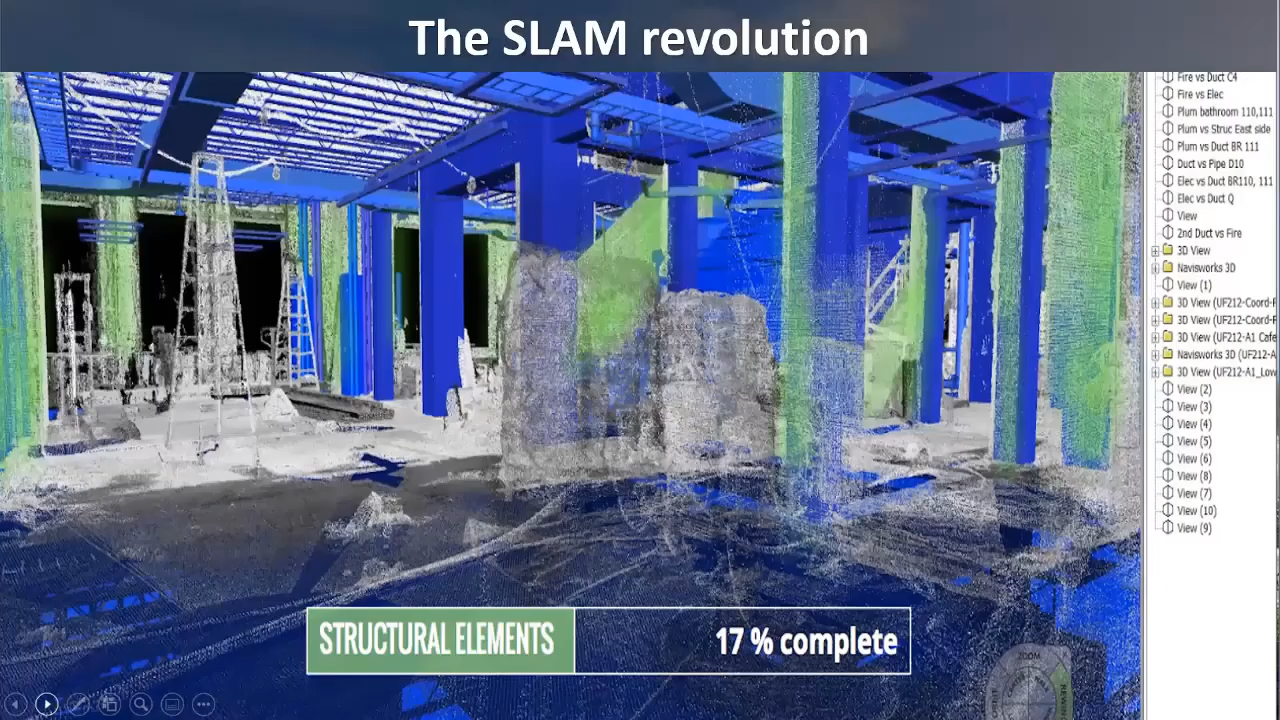 The SLAM revolution
Fire vs Duct C4
Fire vs Elec
Plum bathroom 110,111
Plum vs Struc East side
Plum vs Duct BR 111
Duct vs Pipe D10
Elec vs Duct BR110, 111
Elec vs Duct Q
View
2nd Duct vs Fire
3D View
Navisworks 3D
View (1)
3D View (UF212-Coord-
3D View (UF212-Coord-
3D View (UF212-A1 Cafe
Navisworks 3D (UF212-A
3D View (UF212-A1_Low
View (2)
View (3)
View (4)
View (5)
View (6)
View (8)
View (7)
View (10)
View (9)
STRUCTURAL ELEMENTS
17 % complete
ZOOM